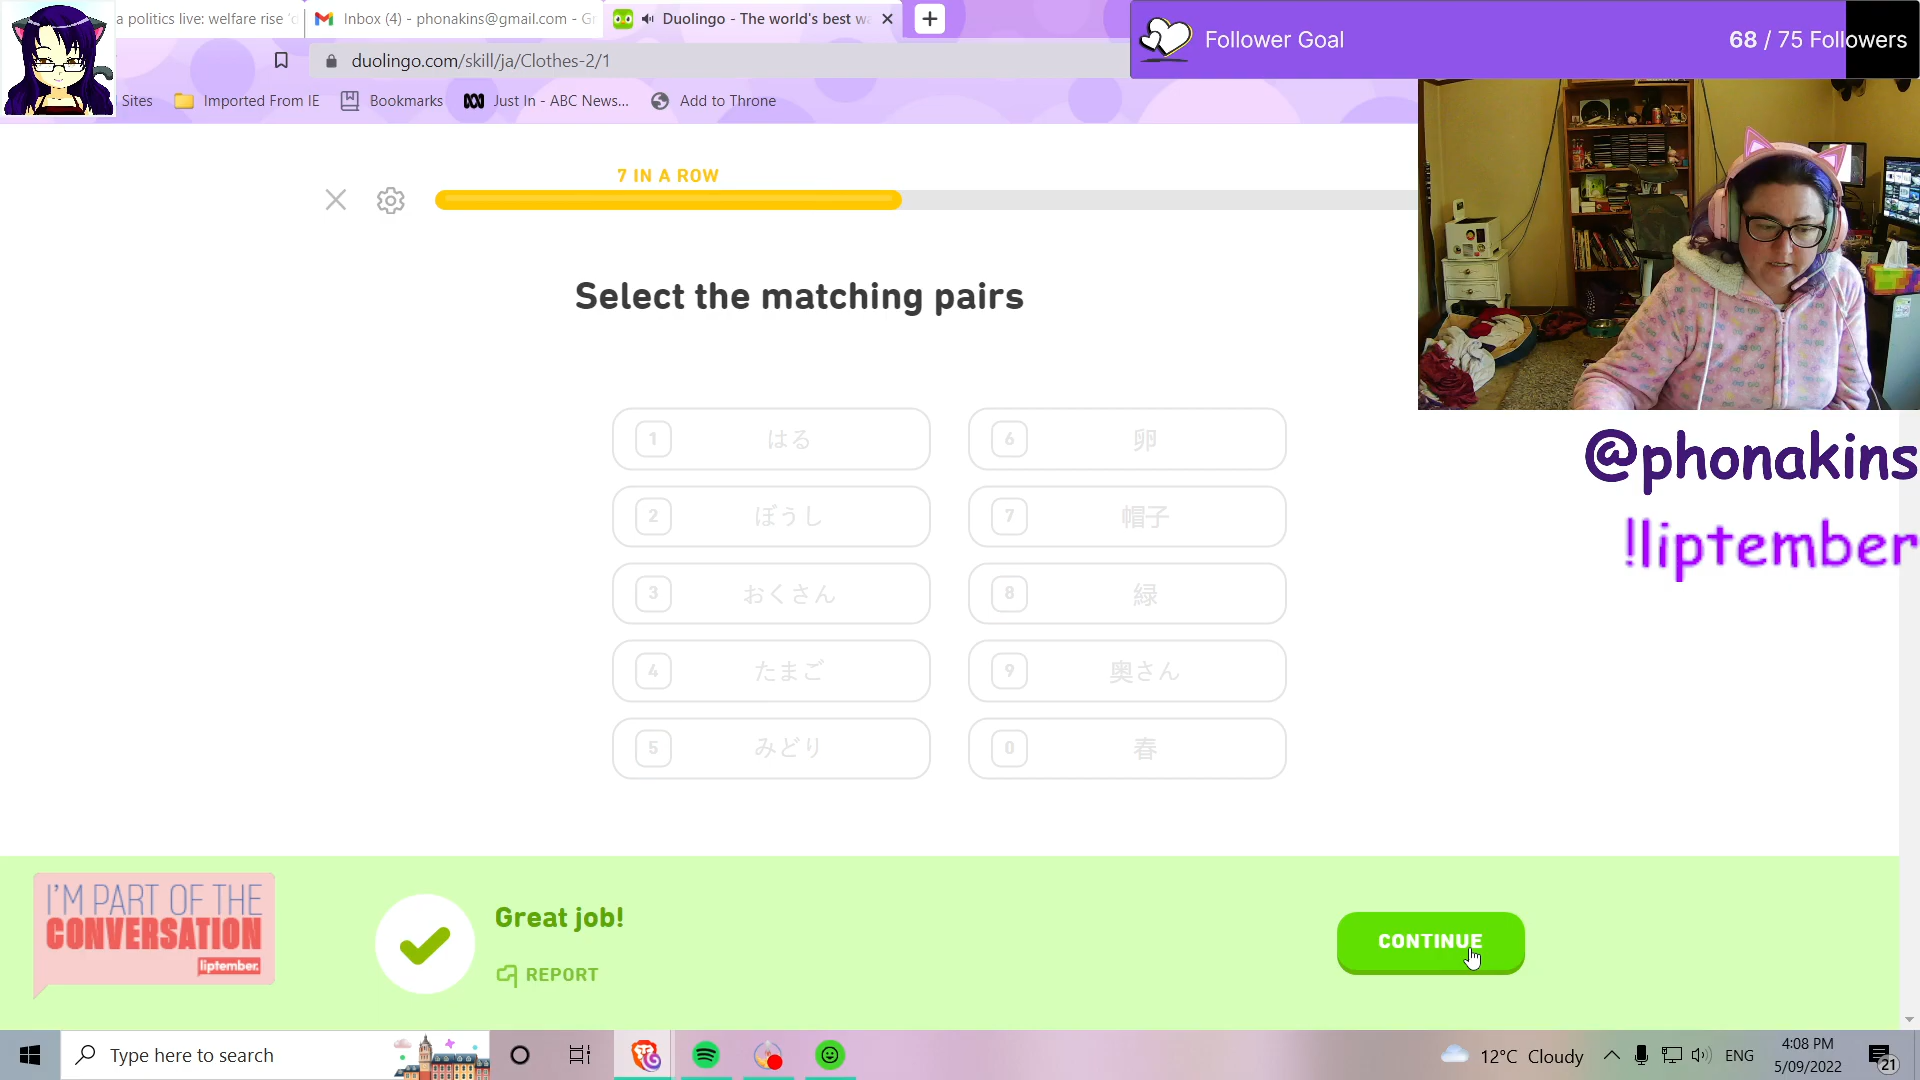 a politics live: welfare rise 'd
Inbox (4) - phonakins@gmail.com - Gr
Duolingo - The world's best wa
Follower Goal
68 / 75 Followers
duolingo.com/skill/ja/Clothes-2/1
Sites
Imported From IE
Bookmarks
Just In - ABC News...
Add to Throne
7 IN A ROW
Select the matching pairs
1 はる
6 卵
2 ぼうし
7 帽子
3 おくさん
8 緑
4 たまご
9 奥さん
5 みどり
0 春
@phonakins
!liptember
I'M PART OF THE
CONVERSATION
liptember.
Great job!
REPORT
CONTINUE
Type here to search
12°C Cloudy
ENG
4:08 PM
5/09/2022
21